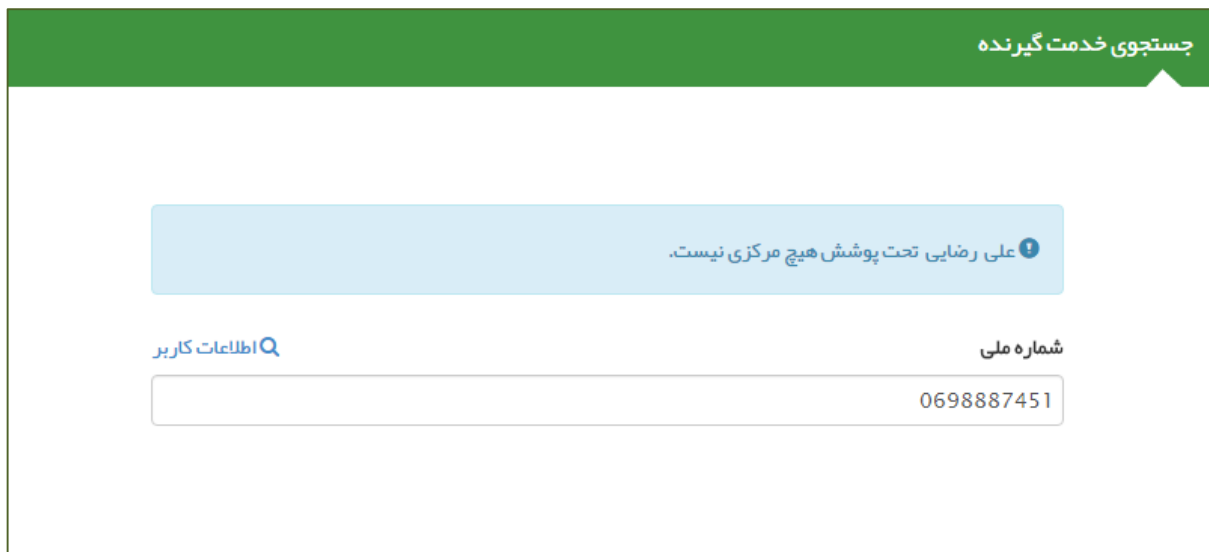 جستجوی خدمت گیرنده
علی رضایی تحت پوشش هیچ مرکزی نیست.
شماره ملی
اطلاعات کاربر
0698887451